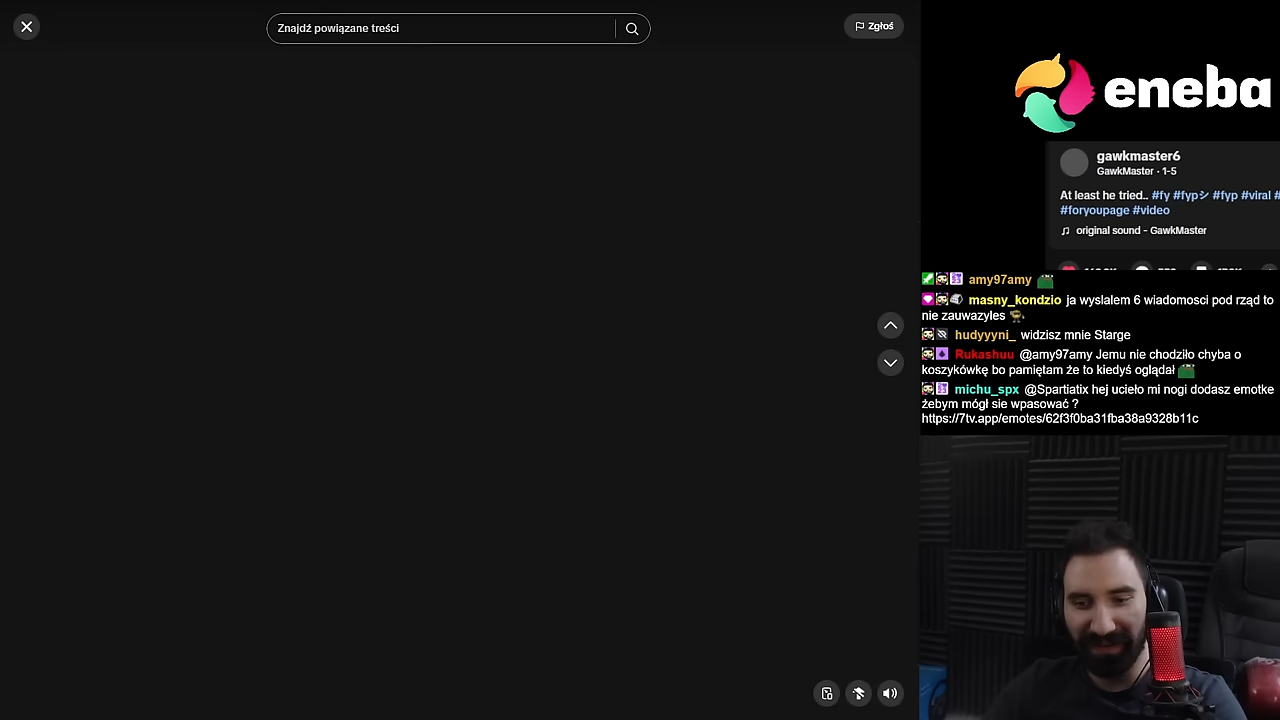 Znajdź powiązane treści
Zgłoś
eneba
gawkmaster6
GawkMaster · 1-5
At least he tried.. #fy #fypシ #fyp #viral #
#foryoupage #video
original sound - GawkMaster
amy97amy
masny_kondzio ja wyslalem 6 wiadomosci pod rząd to
nie zauwazyles
hudyyyni_ widzisz mnie Starge
Rukashuu @amy97amy Jemu nie chodziło chyba o
koszykówkę bo pamiętam że to kiedyś oglądał
michu_spx @Spartiatix hej ucieło mi nogi dodasz emotke
żebym mógł sie wpasować ?
https://7tv.app/emotes/62f3f0ba31fba38a9328b11c